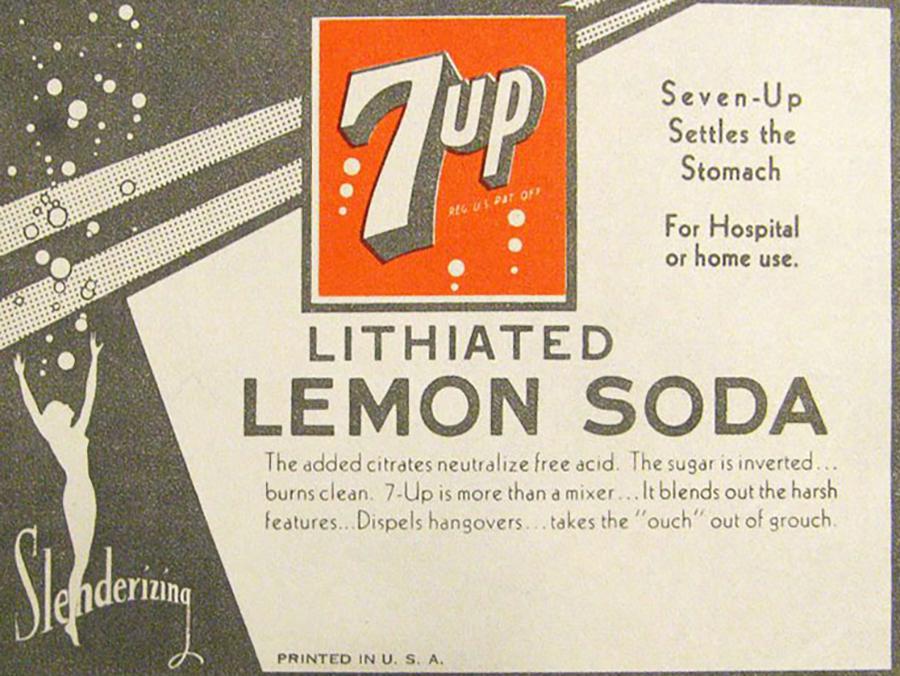 7up
REG. U.S. PAT. OFF.
Seven-Up
Settles the
Stomach
For Hospital
or home use.
LITHIATED
LEMON SODA
The added citrates neutralize free acid. The sugar is inverted...
burns clean. 7-Up is more than a mixer...It blends out the harsh
features...Dispels hangovers...takes the "ouch" out of grouch.
Slenderizing
PRINTED IN U. S. A.